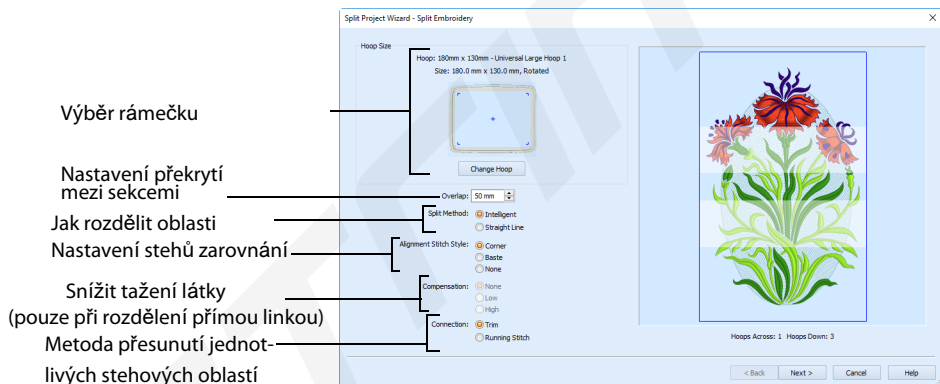 Split Project Wizard - Split Embroidery
Hoop Size
Hoop: 180mm x 130mm - Universal Large Hoop 1
Size: 180.0 mm x 130.0 mm, Rotated
Výběr rámečku
Change Hoop
Nastavení překrytí
mezi sekcemi
Overlap: 50 mm
Jak rozdělit oblasti
Split Method: Intelligent
Straight Line
Nastavení stehů zarovnání
Alignment Stitch Style: Corner
Baste
None
Snížit tažení látky
(pouze při rozdělení přímou linkou)
Compensation: None
Low
High
Metoda přesunutí jednot-
livých stehových oblastí
Connection: Trim
Running Stitch
Hoops Across: 1 Hoops Down: 3
< Back Next > Cancel Help